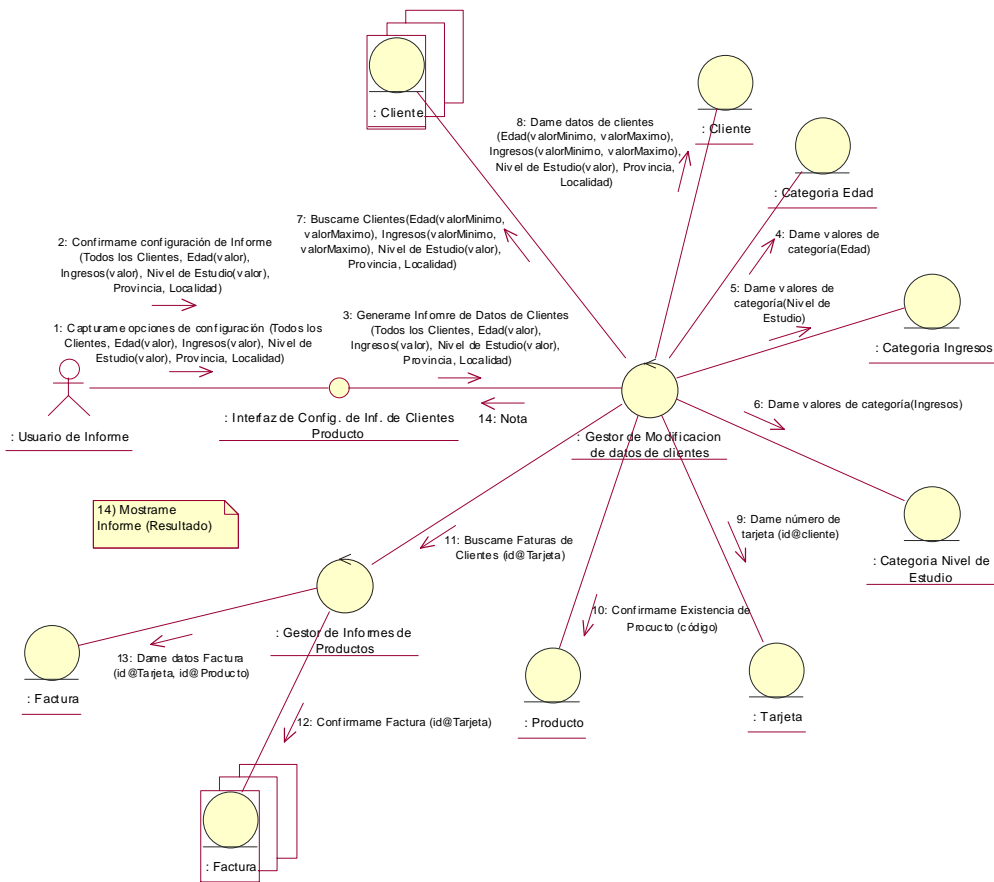 : Cliente
8: Dame datos de clientes
(Edad(valorMinimo, valorMaximo),
Ingresos(valorMinimo, valorMaximo),
Nivel de Estudio(valor), Provincia,
Localidad)
: Cliente
: Categoria Edad
7: Buscame Clientes(Edad(valorMinimo,
valorMaximo), Ingresos(valorMinimo,
valorMaximo), Nivel de Estudio(valor),
Provincia, Localidad)
4: Dame valores de
categoría(Edad)
2: Confirmame configuración de Informe
(Todos los Clientes, Edad(valor),
Ingresos(valor), Nivel de Estudio(valor),
Provincia, Localidad)
5: Dame valores de
categoría(Nivel de
Estudio)
1: Capturame opciones de configuración (Todos los
Clientes, Edad(valor), Ingresos(valor), Nivel de
Estudio(valor), Provincia, Localidad)
3: Generame Infomre de Datos de Clientes
(Todos los Clientes, Edad(valor),
Ingresos(valor), Nivel de Estudio(valor),
Provincia, Localidad)
: Categoria Ingresos
: Usuario de Informe
: Interfaz de Config. de Inf. de Clientes
Producto
14: Nota
: Gestor de Modificacion
de datos de clientes
6: Dame valores de categoría(Ingresos)
14) Mostrame
Informe (Resultado)
11: Buscame Faturas de
Clientes (id@Tarjeta)
9: Dame número de
tarjeta (id@cliente)
: Categoria Nivel de
Estudio
: Gestor de Informes de
Productos
10: Confirmame Existencia de
Procucto (código)
13: Dame datos Factura
(id@Tarjeta, id@Producto)
: Factura
: Producto
: Tarjeta
12: Confirmame Factura (id@Tarjeta)
: Factura